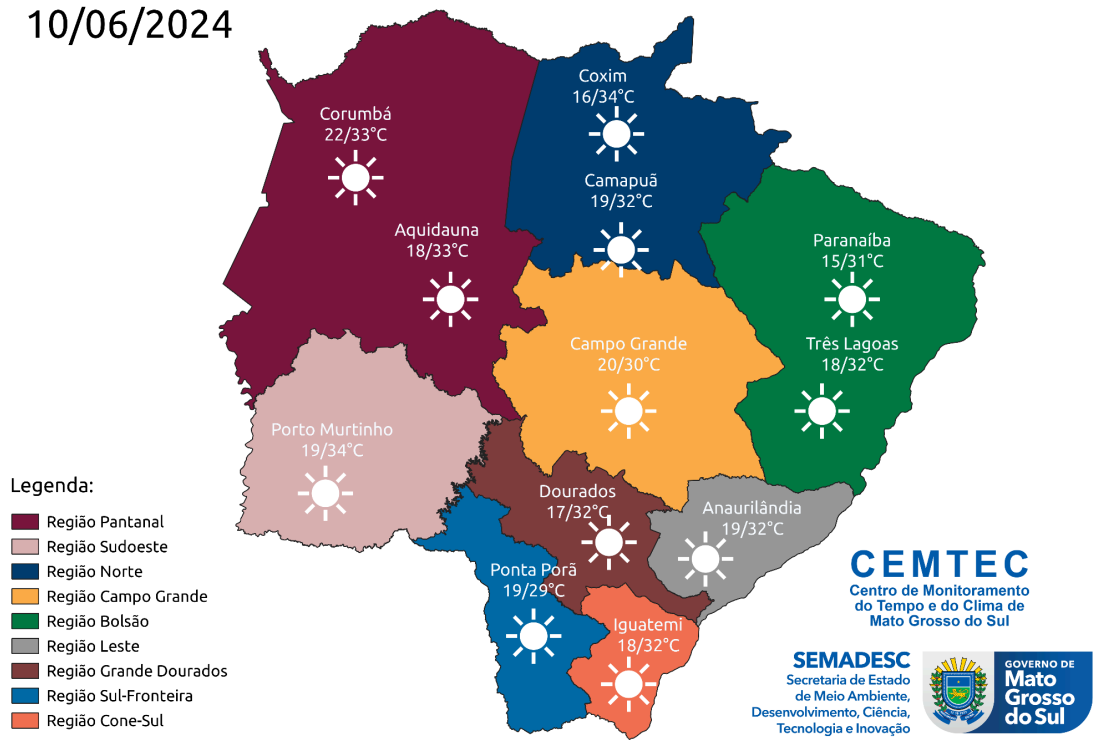 10/06/2024
Coxim
16/34°C
Corumbá
22/33°C
Camapuã
19/32°C
Aquidauna
18/33°C
Paranaíba
15/31°C
Campo Grande
20/30°C
Três Lagoas
18/32°C
Porto Murtinho
19/34°C
Dourados
17/32°C
Anaurilândia
19/32°C
Ponta Porã
19/29°C
Iguatemi
18/32°C
Legenda:
Região Pantanal
Região Sudoeste
Região Norte
Região Campo Grande
Região Bolsão
Região Leste
Região Grande Dourados
Região Sul-Fronteira
Região Cone-Sul
CEMTEC
Centro de Monitoramento
do Tempo e do Clima de
Mato Grosso do Sul
SEMADESC
Secretaria de Estado
de Meio Ambiente,
Desenvolvimento, Ciência,
Tecnologia e Inovação
GOVERNO DE
Mato
Grosso
do Sul